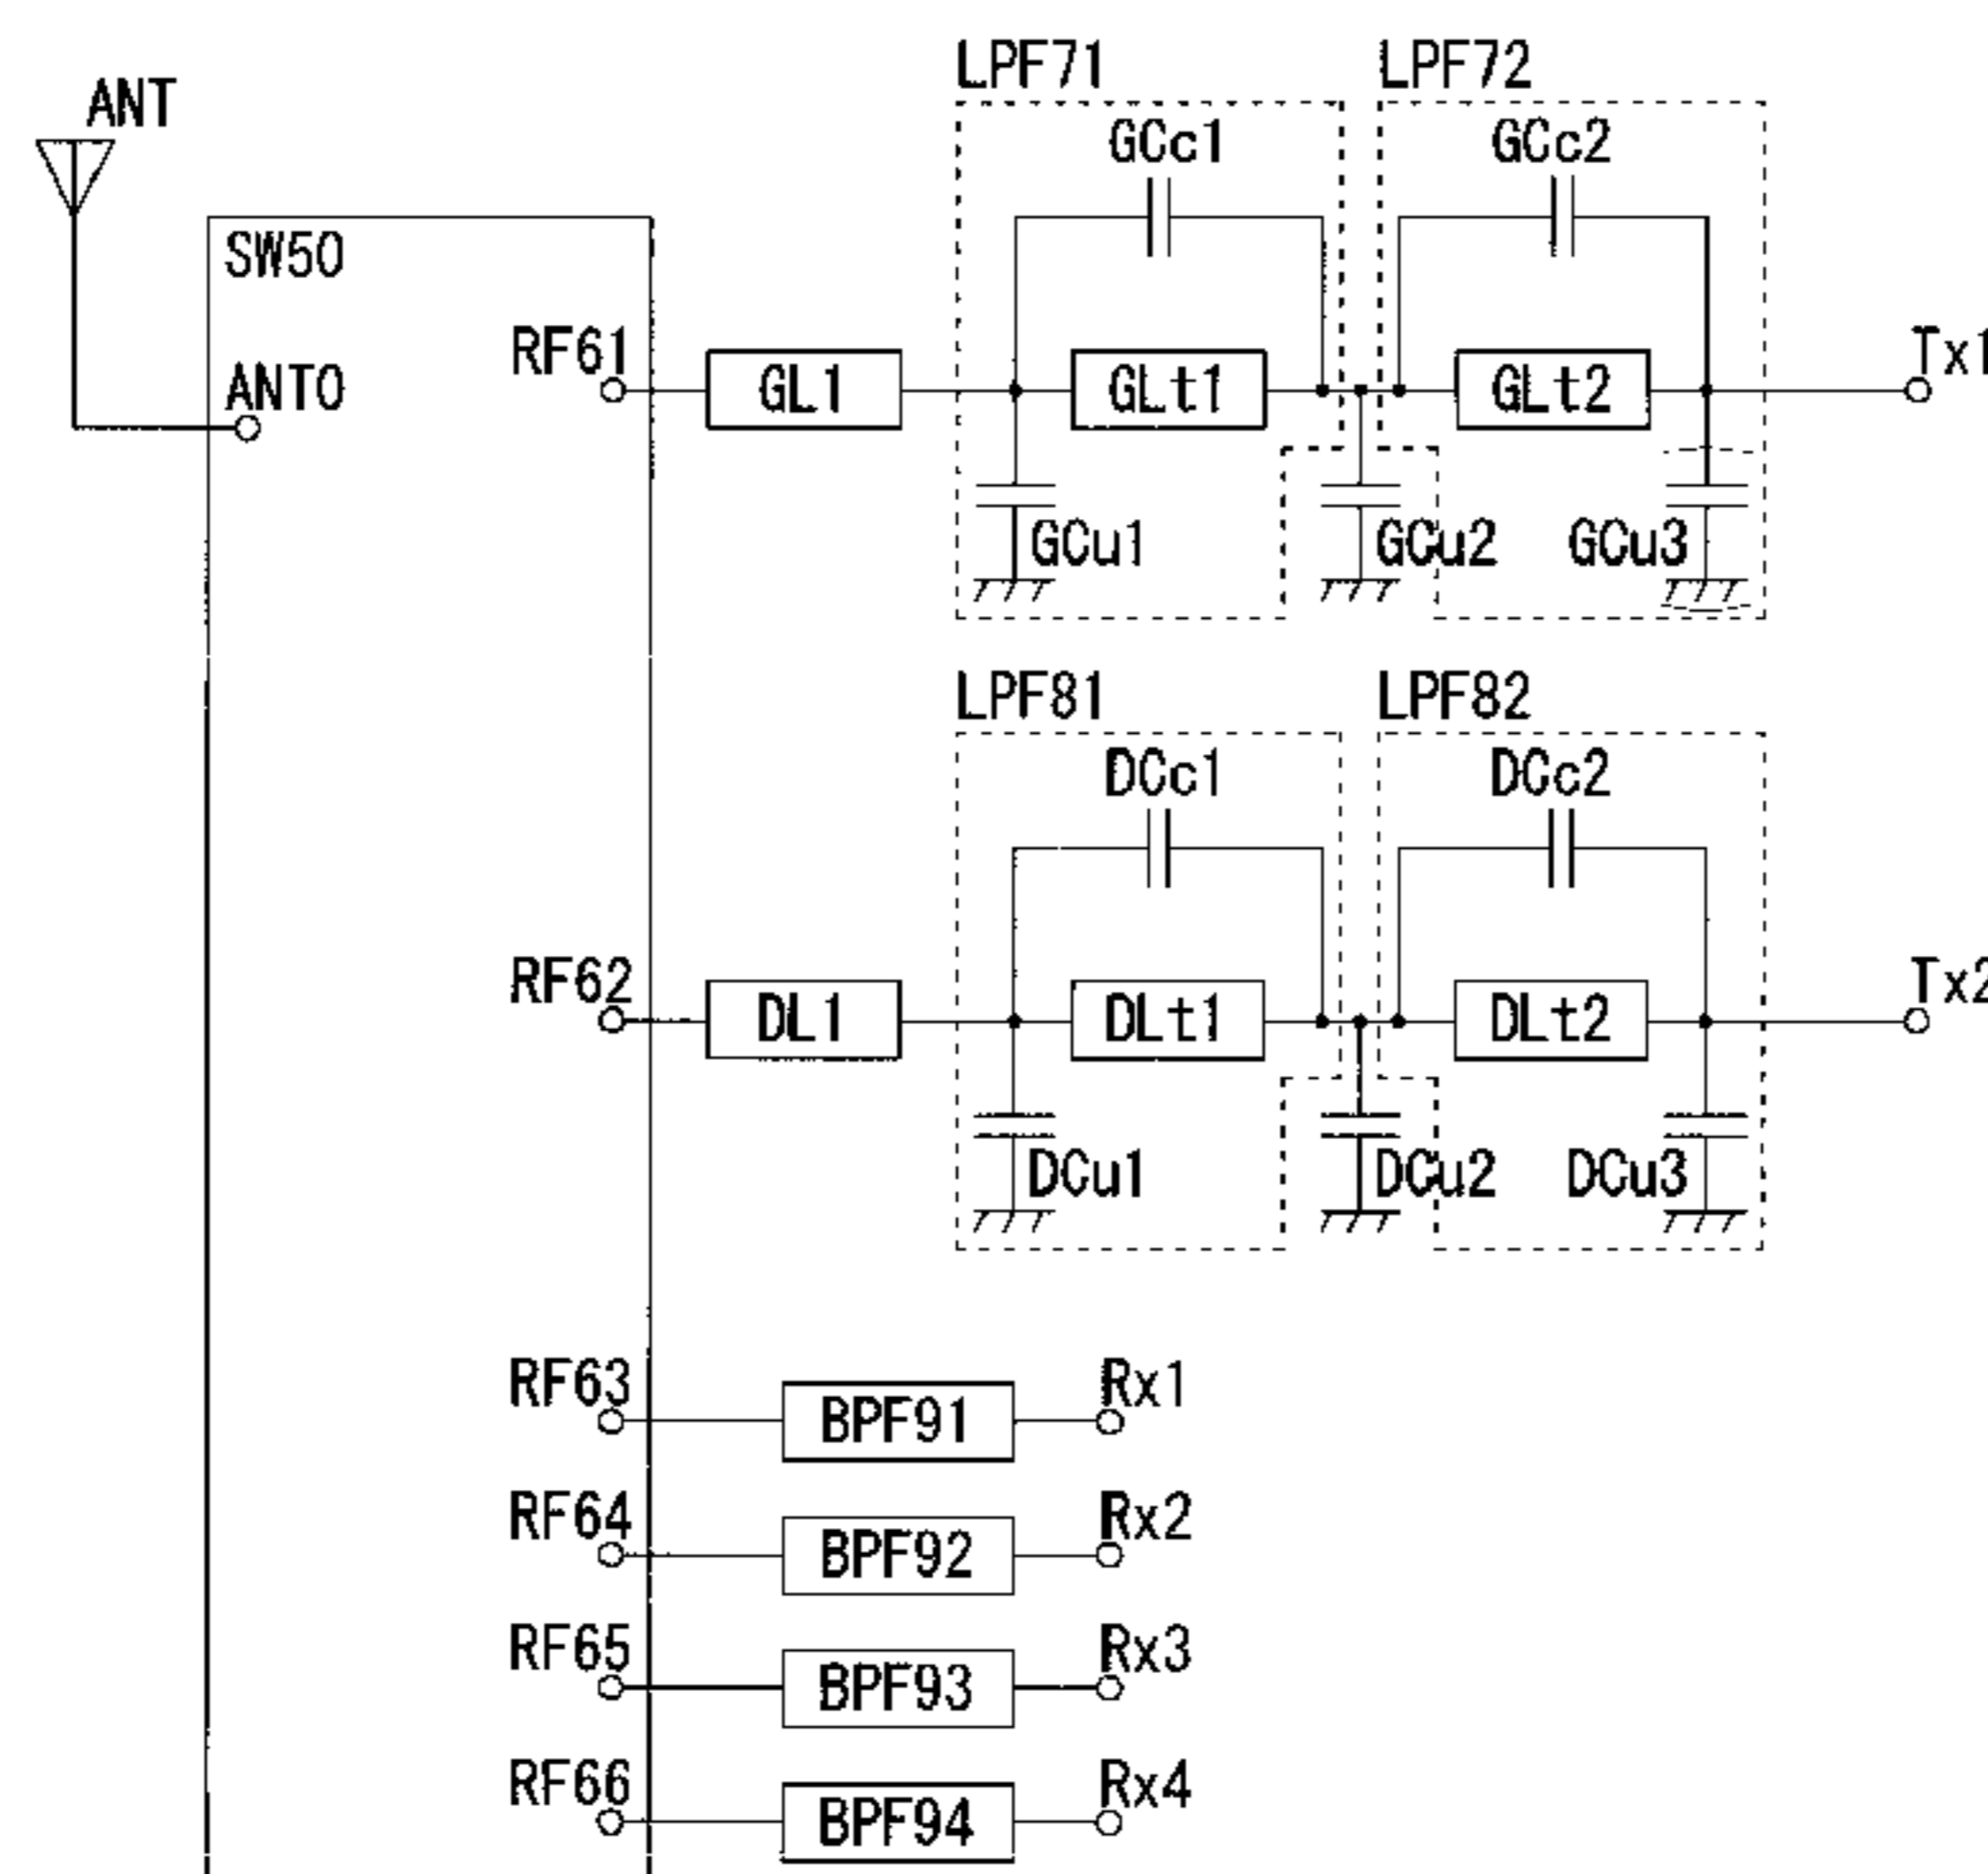 LPF71 LPF72
ANT
GCc1 GCc2
SW50
RF61 Tx1
ANT0 GL1 GLt1 GLt2
GCu1 GCu2 GCu3
LPF81 LPF82
DCc1 DCc2
RF62 Tx2
DL1 DLt1 DLt2
DCu1 DCu2 DCu3
RF63 Rx1
BPF91
RF64 Rx2
BPF92
RF65 Rx3
BPF93
RF66 Rx4
BPF94